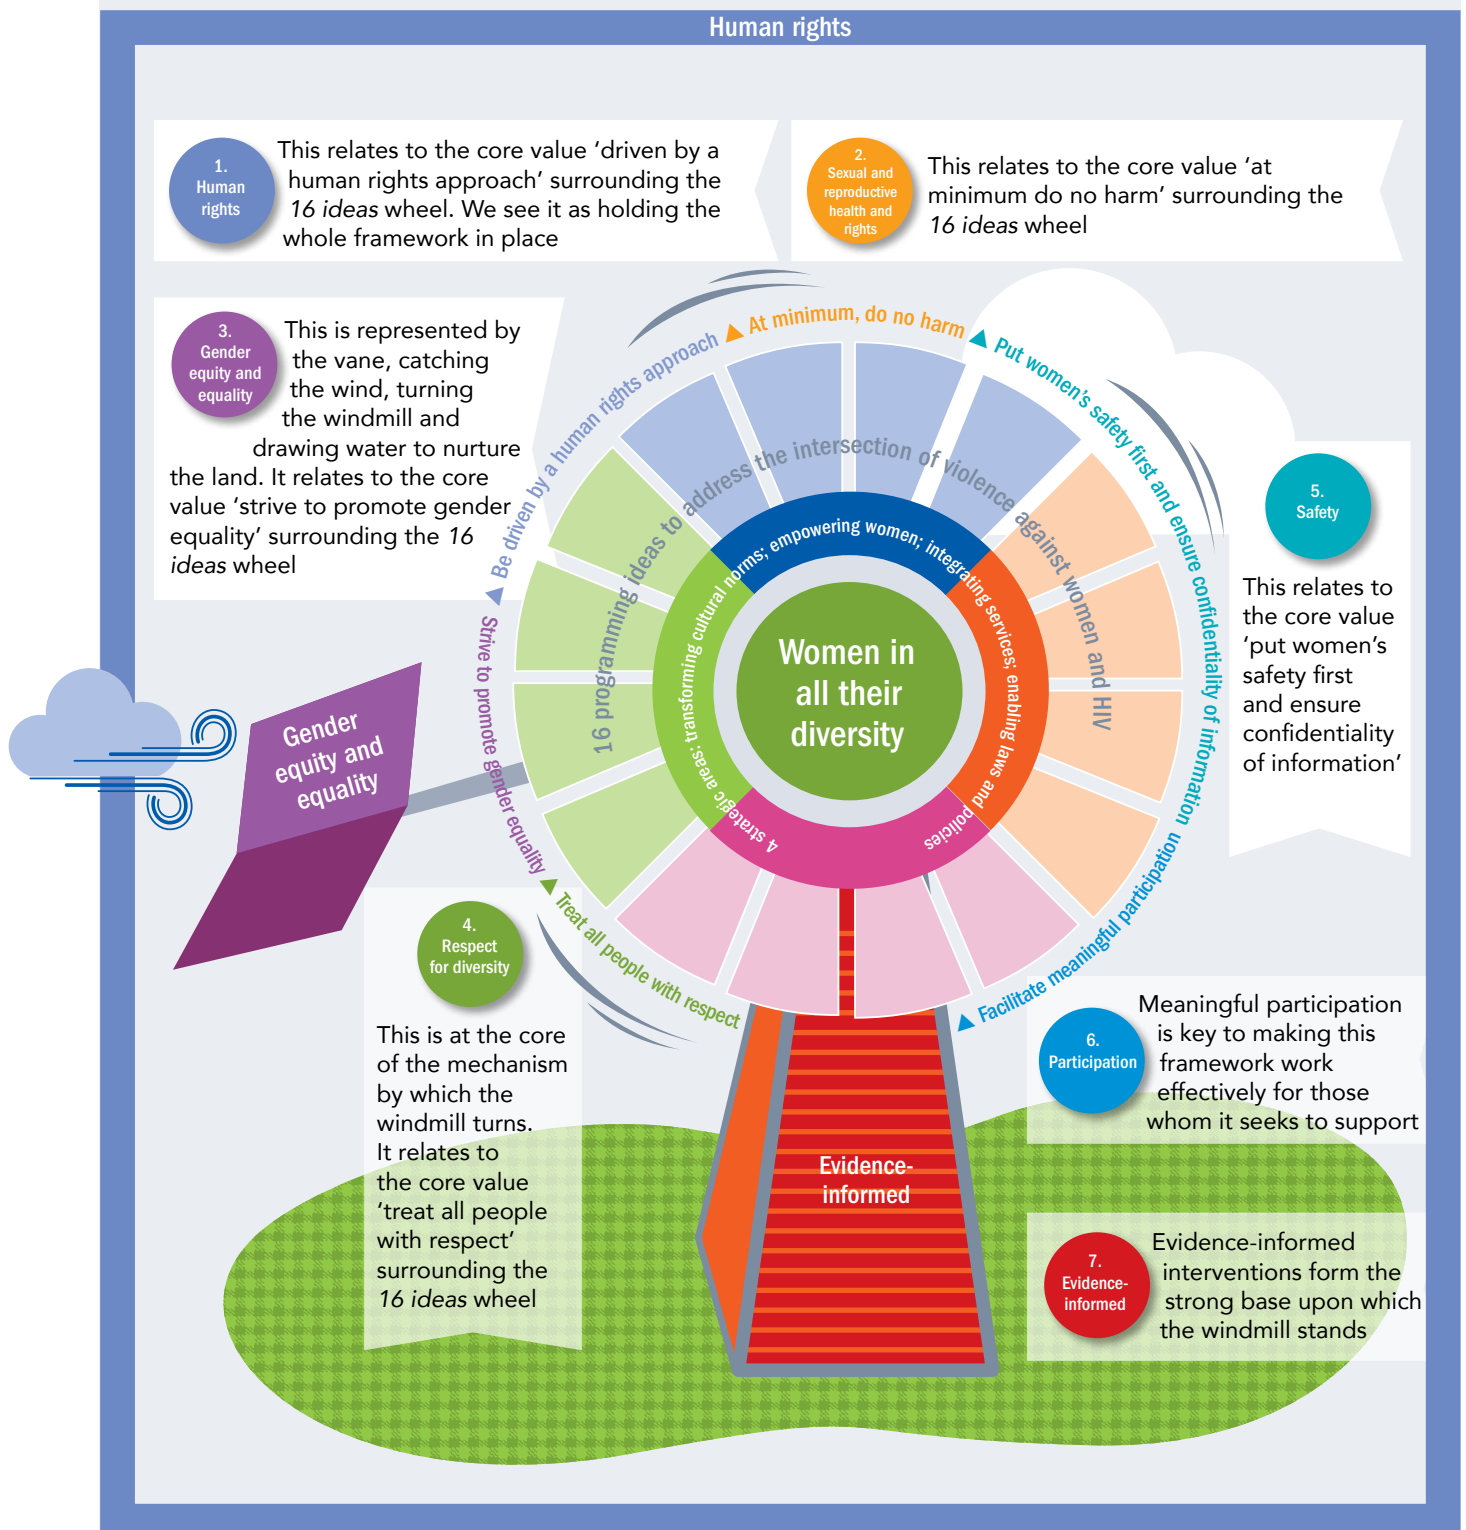 Human rights
1.
Human
rights
This relates to the core value ‘driven by a
human rights approach’ surrounding the
16 ideas wheel. We see it as holding the
whole framework in place
2.
Sexual and
reproductive
health and
rights
This relates to the core value ‘at
minimum do no harm’ surrounding the
16 ideas wheel
3.
Gender
equity and
equality
This is represented by
the vane, catching
the wind, turning
the windmill and
drawing water to nurture
the land. It relates to the core
value ‘strive to promote gender
equality’ surrounding the 16
ideas wheel
Be driven by a human rights approach
At minimum, do no harm
Put women’s safety first and ensure confidentiality of information
Facilitate meaningful participation
Treat all people with respect
Strive to promote gender equality
16 programming ideas to address the intersection of violence against women and HIV
4 strategic areas: transforming cultural norms; empowering women; integrating services; enabling laws and policies
Women in
all their
diversity
Gender
equity and
equality
5.
Safety
This relates to
the core value
‘put women’s
safety first
and ensure
confidentiality
of information’
4.
Respect
for diversity
This is at the core
of the mechanism
by which the
windmill turns.
It relates to
the core value
‘treat all people
with respect’
surrounding the
16 ideas wheel
6.
Participation
Meaningful participation
is key to making this
framework work
effectively for those
whom it seeks to support
Evidence-
informed
7.
Evidence-
informed
Evidence-informed
interventions form the
strong base upon which
the windmill stands